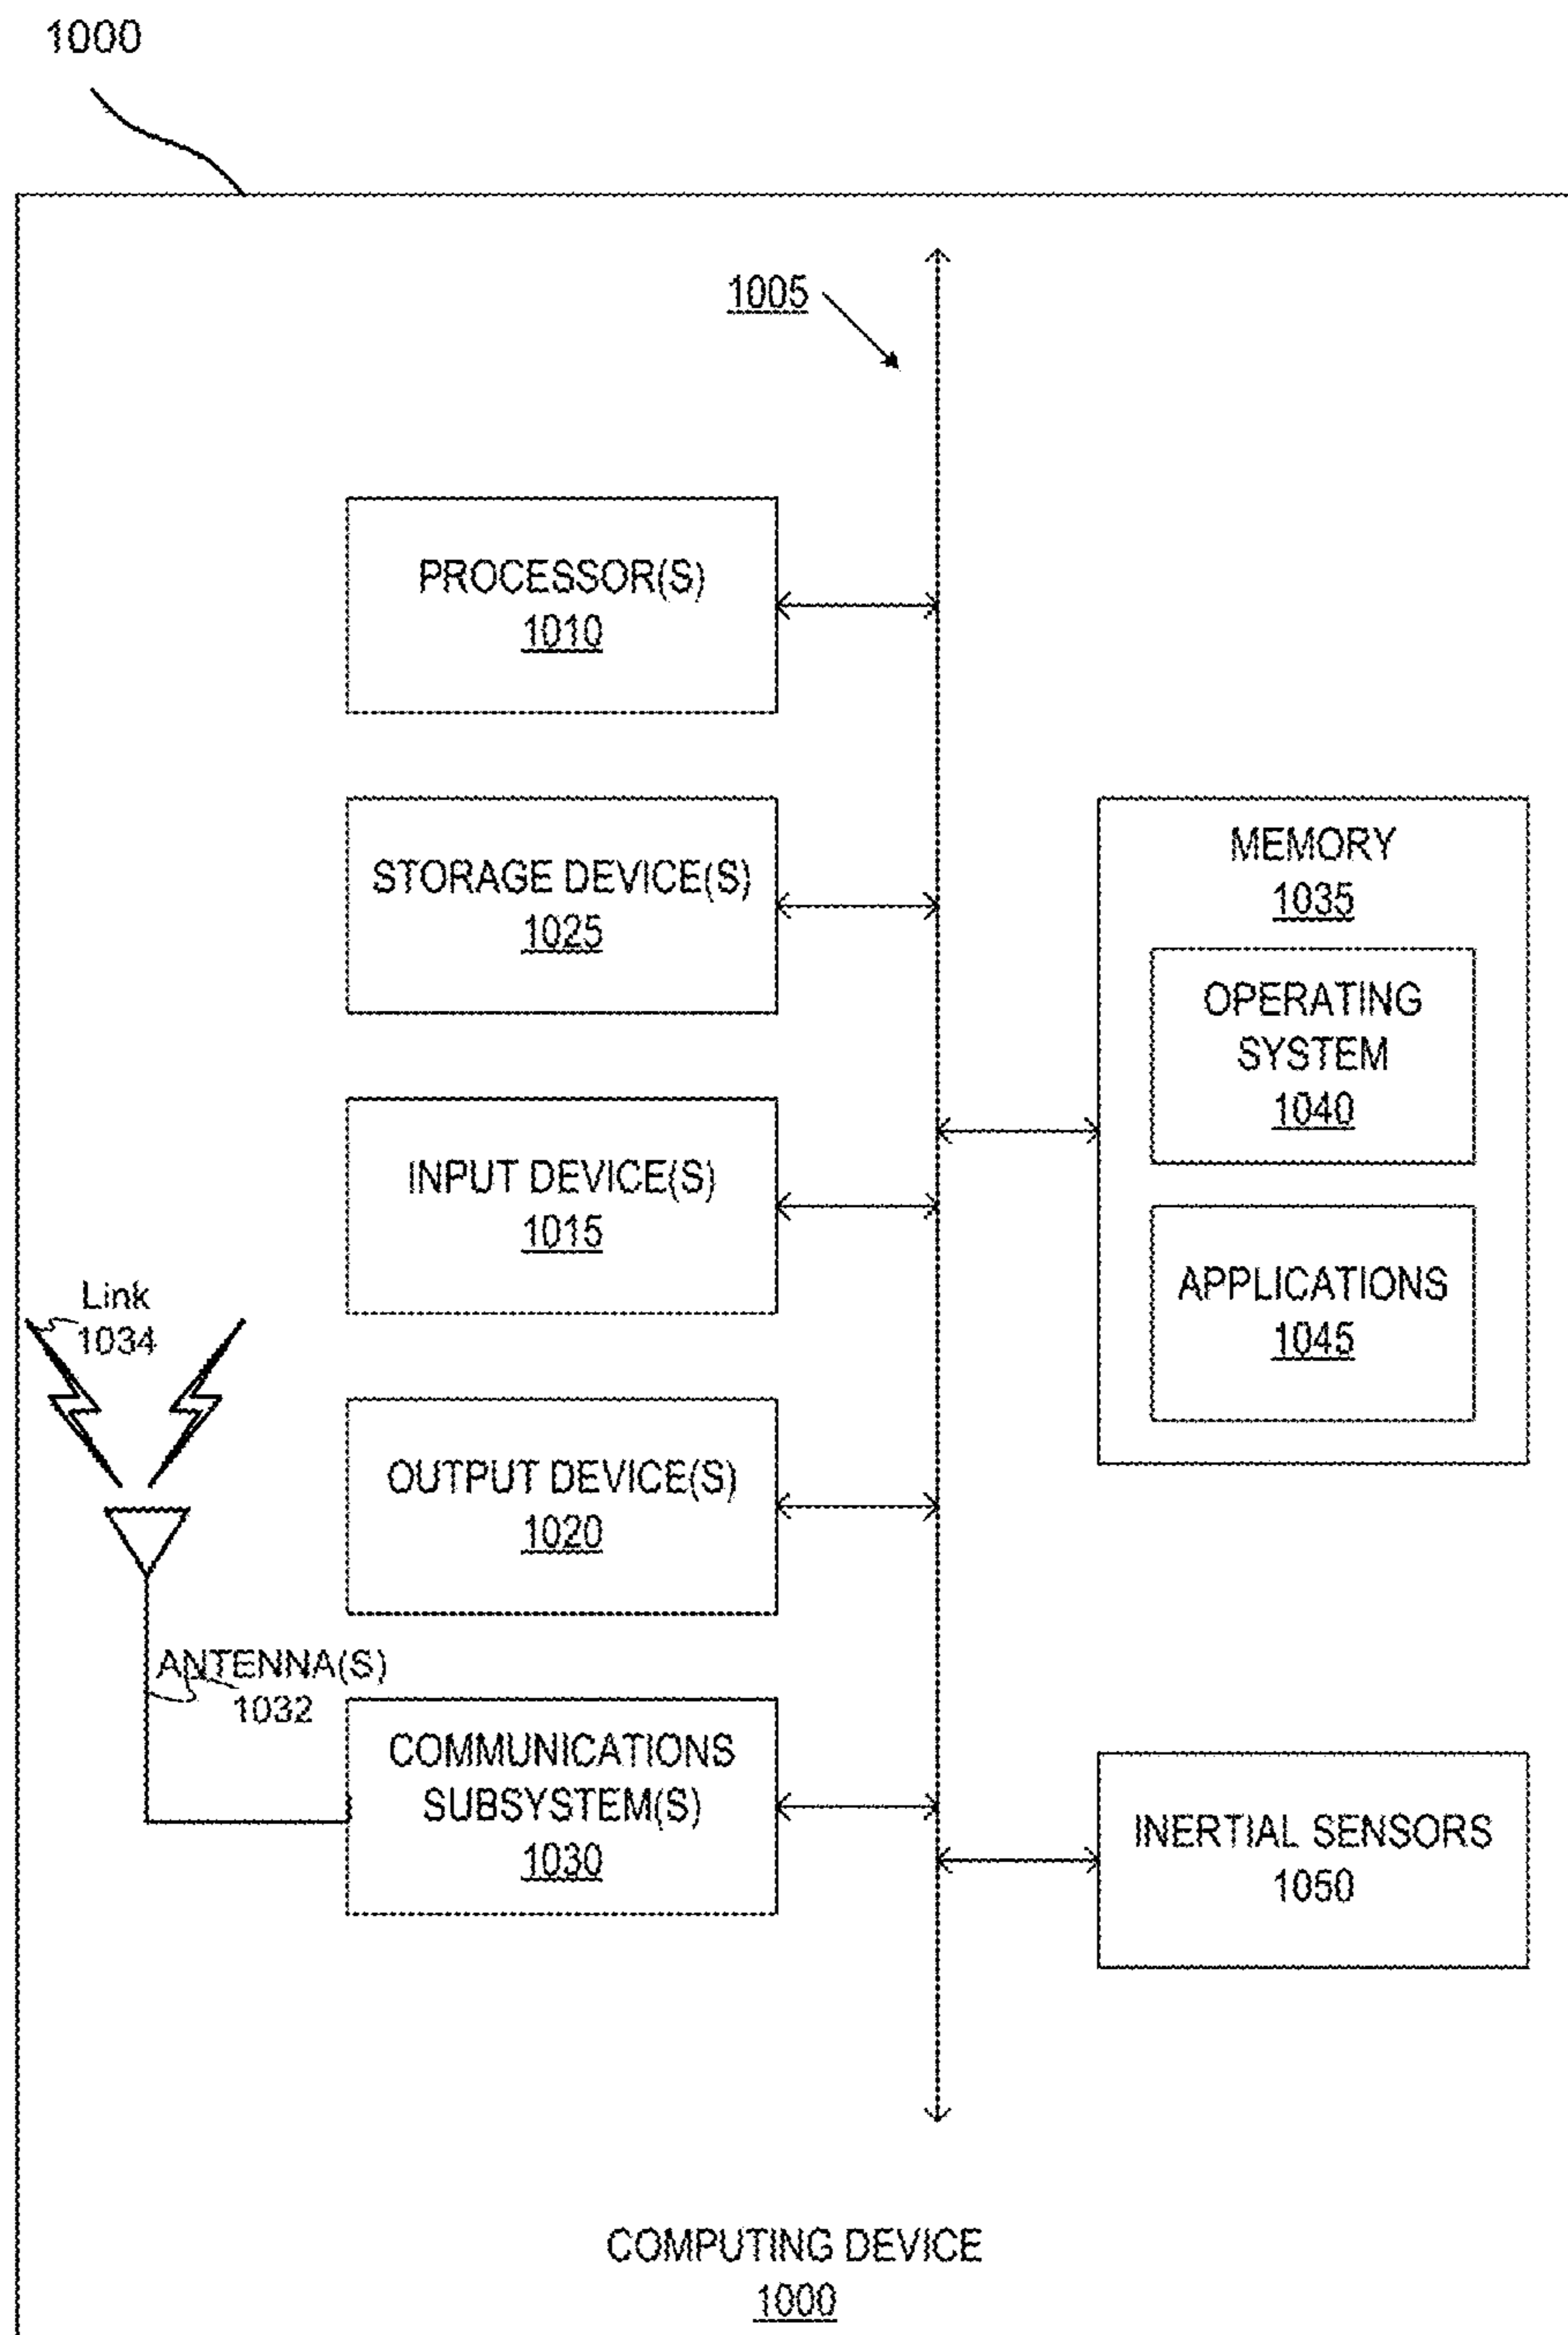 1000
1005
PROCESSOR(S)
1010
STORAGE DEVICE(S)
1025
MEMORY
1035
OPERATING
SYSTEM
1040
INPUT DEVICE(S)
1015
APPLICATIONS
1045
Link
1034
OUTPUT DEVICE(S)
1020
ANTENNA(S)
1032
COMMUNICATIONS
SUBSYSTEM(S)
1030
INERTIAL SENSORS
1050
COMPUTING DEVICE
1000